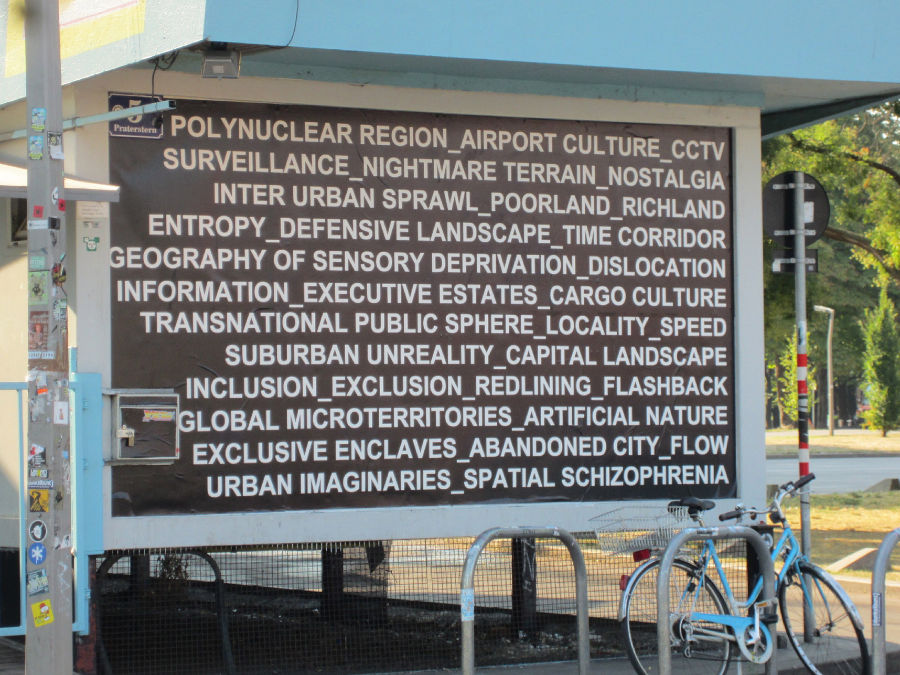 5
Praterstern
POLYNUCLEAR REGION_AIRPORT CULTURE_CCTV
SURVEILLANCE_NIGHTMARE TERRAIN_NOSTALGIA
INTER URBAN SPRAWL_POORLAND_RICHLAND
ENTROPY_DEFENSIVE LANDSCAPE_TIME CORRIDOR
GEOGRAPHY OF SENSORY DEPRIVATION_DISLOCATION
INFORMATION_EXECUTIVE ESTATES_CARGO CULTURE
TRANSNATIONAL PUBLIC SPHERE_LOCALITY_SPEED
SUBURBAN UNREALITY_CAPITAL LANDSCAPE
INCLUSION_EXCLUSION_REDLINING_FLASHBACK
GLOBAL MICROTERRITORIES_ARTIFICIAL NATURE
EXCLUSIVE ENCLAVES_ABANDONED CITY_FLOW
URBAN IMAGINARIES_SPATIAL SCHIZOPHRENIA